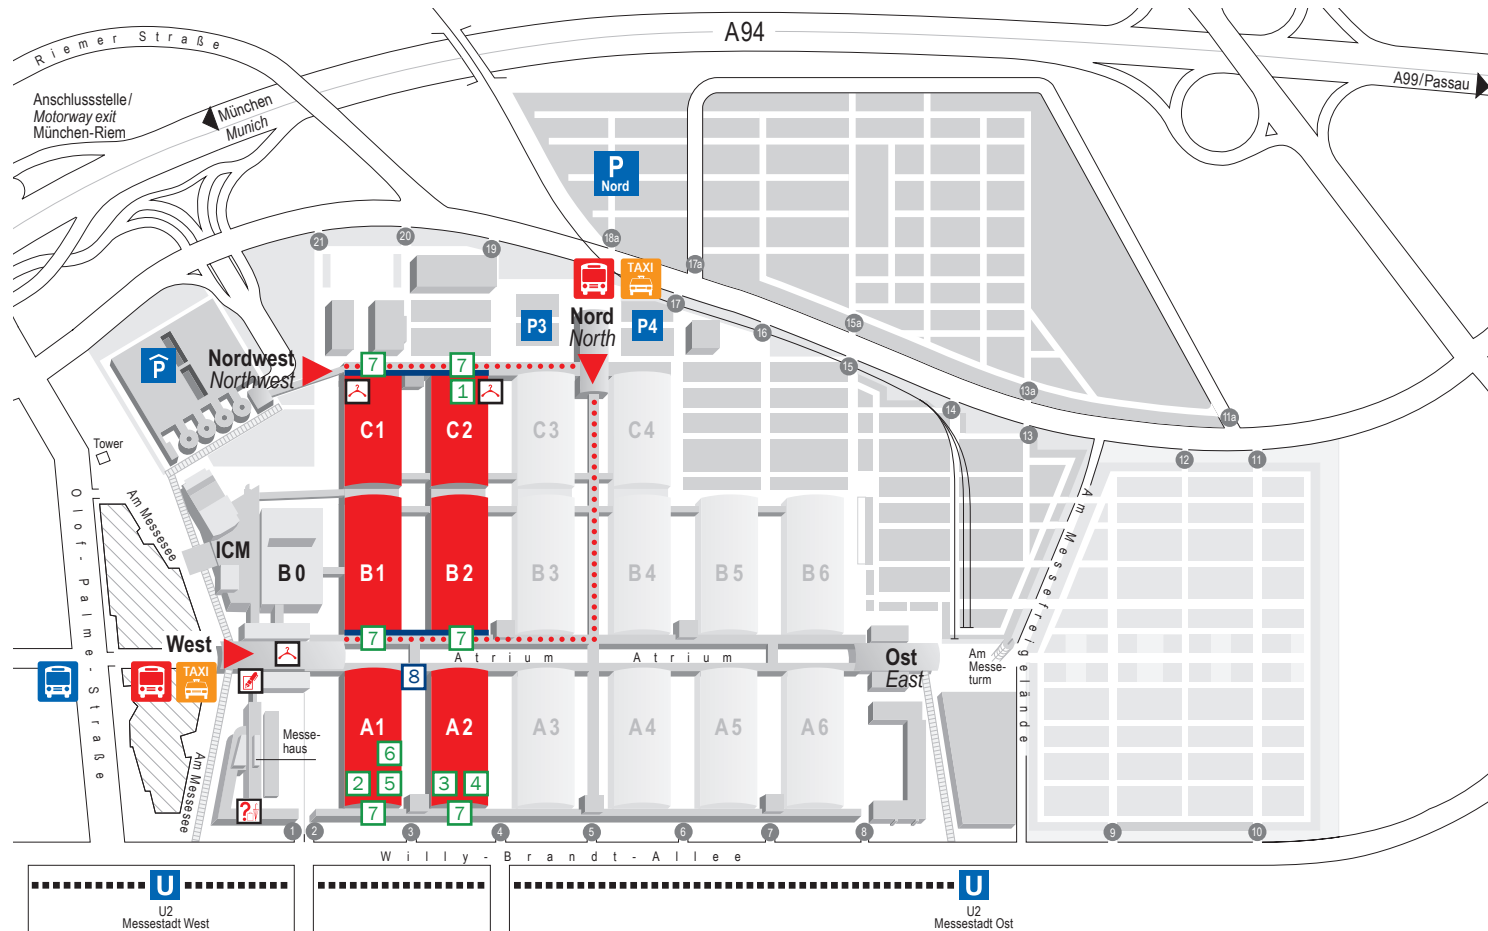 A94
Riemer Straße
A99/Passau
Anschlussstelle/
Motorway exit
München-Riem
München
Munich
P
Nord
18a
21
20
19
17a
TAXI
17
16
15a
P3
Nord
North
P4
Nordwest
Northwest
P
7
7
1
15
13a
14
11a
13
12
11
C1
C2
C3
C4
Tower
Am Messesee
Olof-Palme-Straße
Am Messefreigelände
ICM
B0
B1
B2
B3
B4
B5
B6
West
7
7
Atrium
Atrium
8
Ost
East
Am
Messe-
turm
TAXI
A1
A2
A3
A4
A5
A6
Messe-
haus
6
2
5
3
4
7
7
?
Am Messesee
1
2
3
4
5
6
7
8
9
10
Willy-Brandt-Allee
U
U2
Messestadt West
U
U2
Messestadt Ost